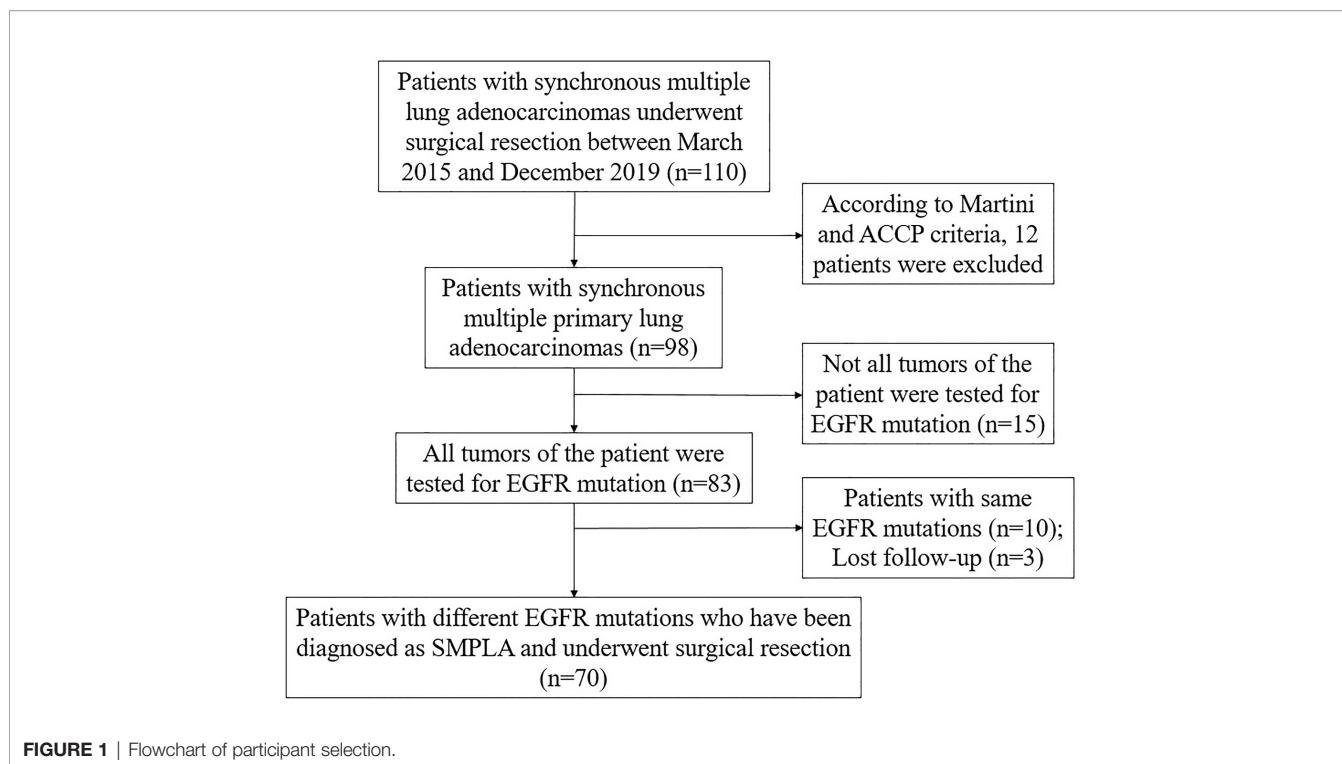 Patients with synchronous multiple
lung adenocarcinomas underwent
surgical resection between March
2015 and December 2019 (n=110)
According to Martini
and ACCP criteria, 12
patients were excluded
Patients with synchronous
multiple primary lung
adenocarcinomas (n=98)
Not all tumors of the
patient were tested for
EGFR mutation (n=15)
All tumors of the patient were
tested for EGFR mutation (n=83)
Patients with same
EGFR mutations (n=10);
Lost follow-up (n=3)
Patients with different EGFR mutations who have been
diagnosed as SMPLA and underwent surgical resection
(n=70)
FIGURE 1 | Flowchart of participant selection.